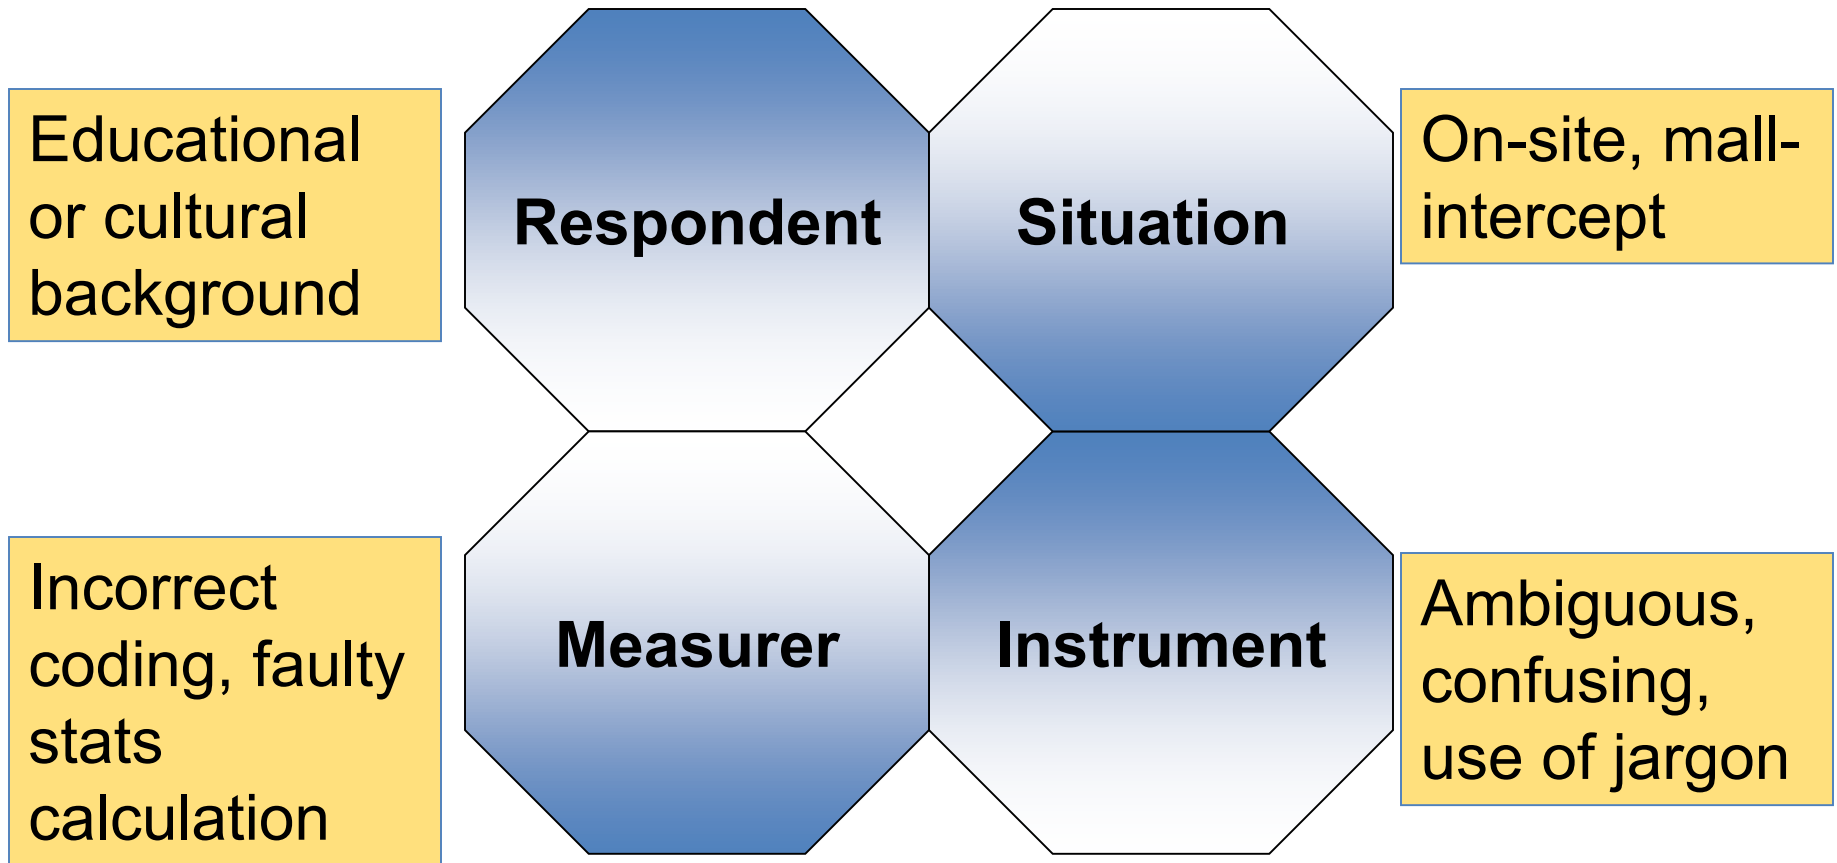 Educational
or cultural
background
Respondent
Situation
On-site, mall-
intercept
Incorrect
coding, faulty
stats
calculation
Measurer
Instrument
Ambiguous,
confusing,
use of jargon